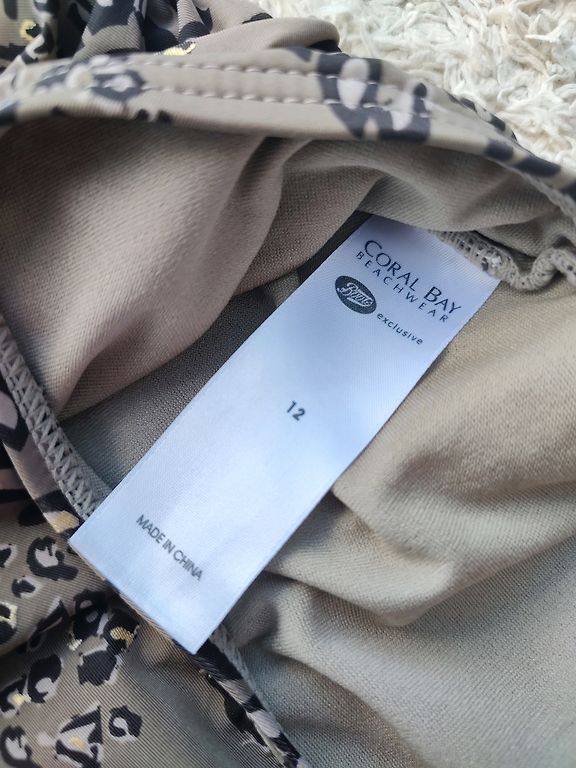 CORAL BAY
BEACHWEAR
Boots exclusive
12
MADE IN CHINA